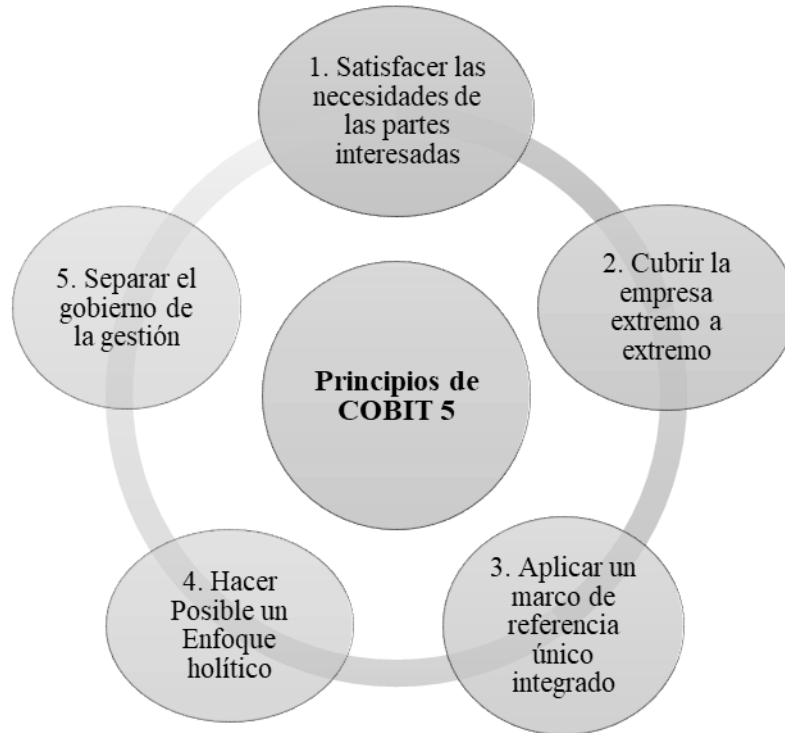 1. Satisfacer las
necesidades de
las partes
interesadas
2. Cubrir la
empresa
extremo a
extremo
3. Aplicar un
marco de
referencia
único
integrado
4. Hacer
Posible un
Enfoque
holítico
5. Separar el
gobierno de
la gestión
Principios de
COBIT 5